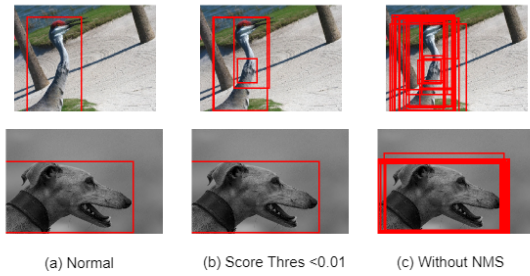 (a) Normal
(b) Score Thres <0.01
(c) Without NMS